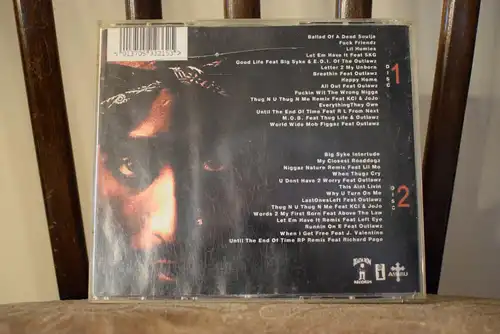 Ballad Of A Dead Soulja
Fuck Friendz
Lil Homies
Let Em Have It Feat SKG
Good Life Feat Big Syke & E.D.I. Of The Outlawz
Letter 2 My Unborn
Breathin Feat Outlawz
Happy Home
All Out Feat Outlawz
Fuckin Wit The Wrong Nigga
Thug N U Thug N Me Remix Feat KCI & JoJo
EverythingThey Owe
Until The End Of Time Feat R L From Next
M.O.B. Feat Thug Life & Outlawz
World Wide Mob Figgaz Feat Outlawz
DISC 1
Big Syke Interlude
My Closest Roaddogz
Niggaz Nature Remix Feat Lil Mo
When Thugz Cry
U Dont Have 2 Worry Feat Outlawz
This Aint Livin
Why U Turn On Me
LastOnesLeft Feat Outlawz
Thug N U Thug N Me Feat KCI & JoJo
Words 2 My First Born Feat Above The Law
Let Em Have It Remix Feat Left Eye
Runnin On E Feat Outlawz
When I Get Free Feat J. Valentine
Until The End Of Time RP Remix Feat Richard Page
DISC 2
DEATH ROW
RECORDS
AMARU